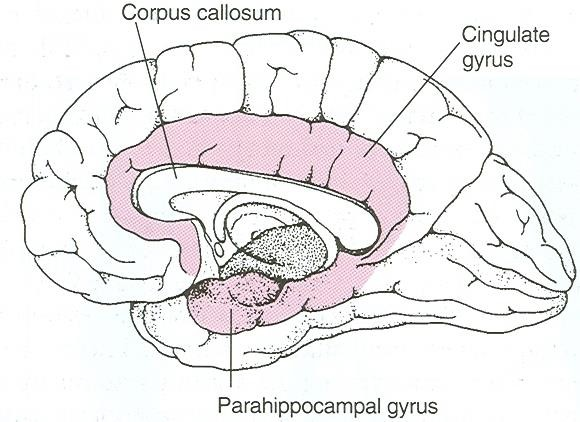 Corpus callosum
Cingulate
gyrus
Parahippocampal gyrus